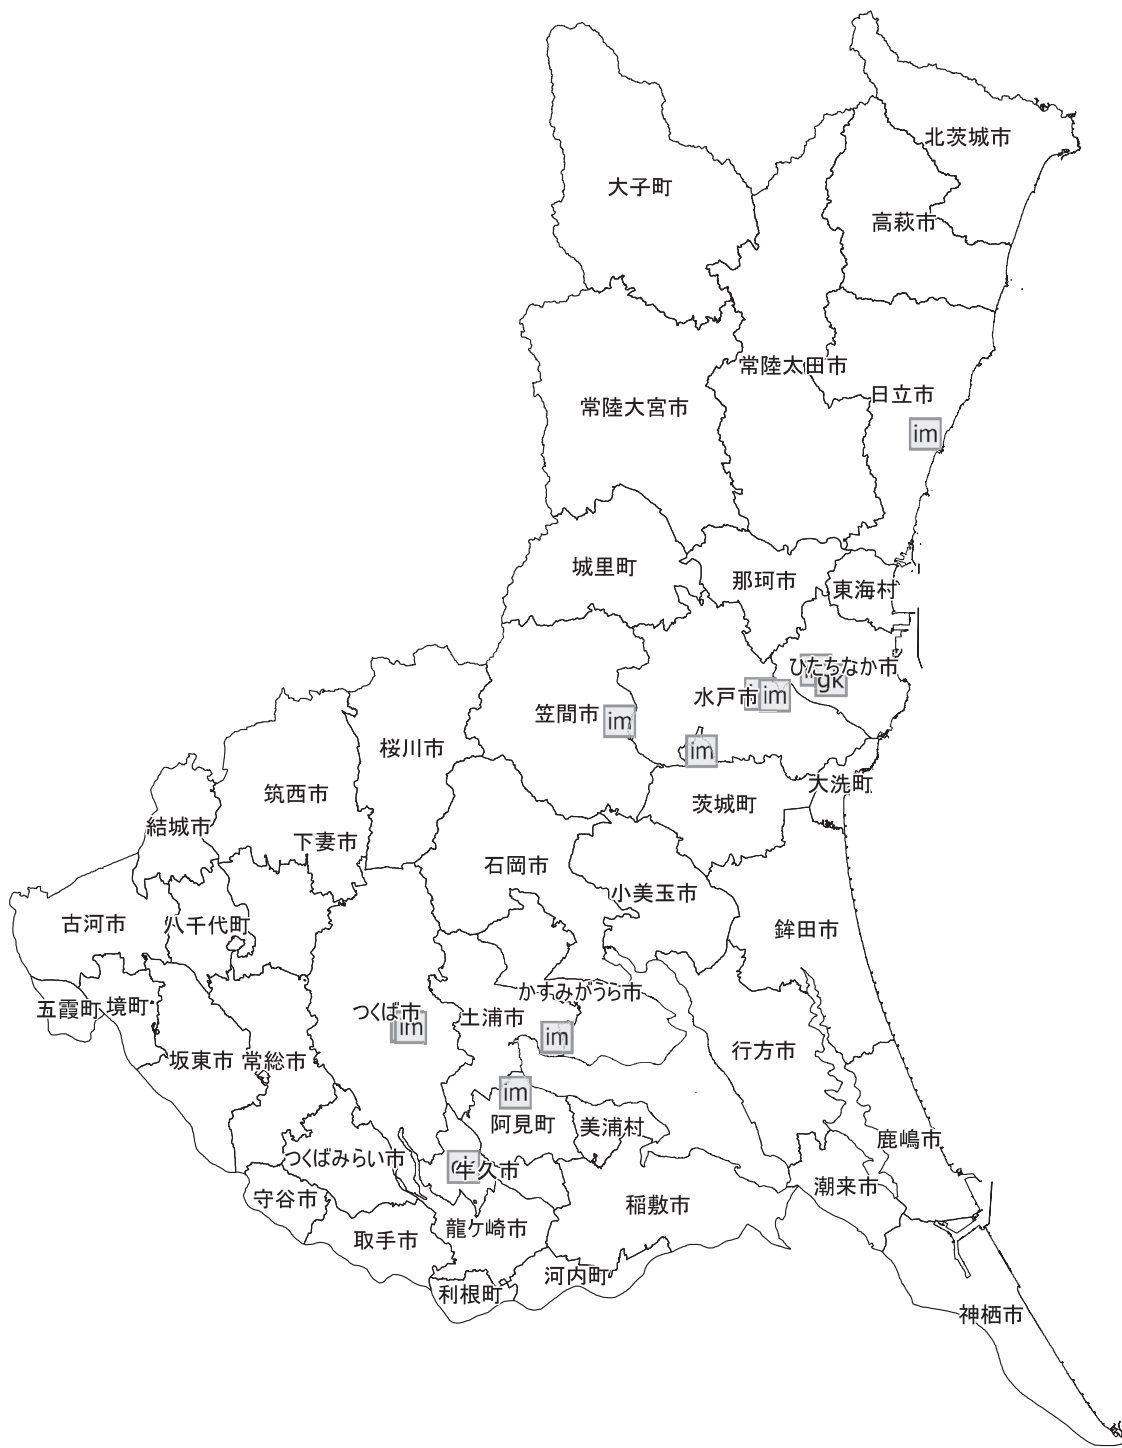 北茨城市
大子町
高萩市
常陸太田市
日立市
常陸大宮市
im
城里町
那珂市
東海村
ひたちなか市
gk
水戸市
im
笠間市
im
桜川市
im
大洗町
筑西市
茨城町
結城市
下妻市
石岡市
小美玉市
古河市
八千代町
鉾田市
かすみがうら市
五霞町
境町
つくば市
im
土浦市
im
行方市
坂東市
常総市
im
阿見町
美浦村
鹿嶋市
つくばみらい市
牛久市
潮来市
守谷市
稲敷市
取手市
龍ケ崎市
河内町
利根町
神栖市